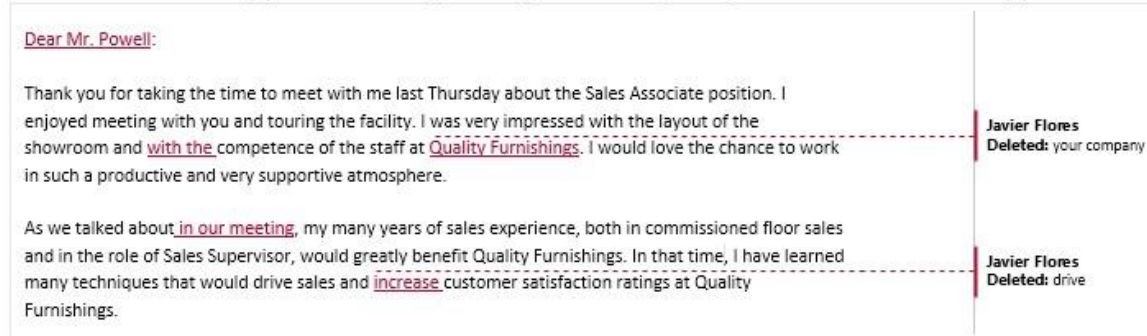 Dear Mr. Powell:
Thank you for taking the time to meet with me last Thursday about the Sales Associate position. I
enjoyed meeting with you and touring the facility. I was very impressed with the layout of the
showroom and with the competence of the staff at Quality Furnishings. I would love the chance to work
in such a productive and very supportive atmosphere.
As we talked about in our meeting, my many years of sales experience, both in commissioned floor sales
and in the role of Sales Supervisor, would greatly benefit Quality Furnishings. In that time, I have learned
many techniques that would drive sales and increase customer satisfaction ratings at Quality
Furnishings.
Javier Flores
Deleted: your company
Javier Flores
Deleted: drive